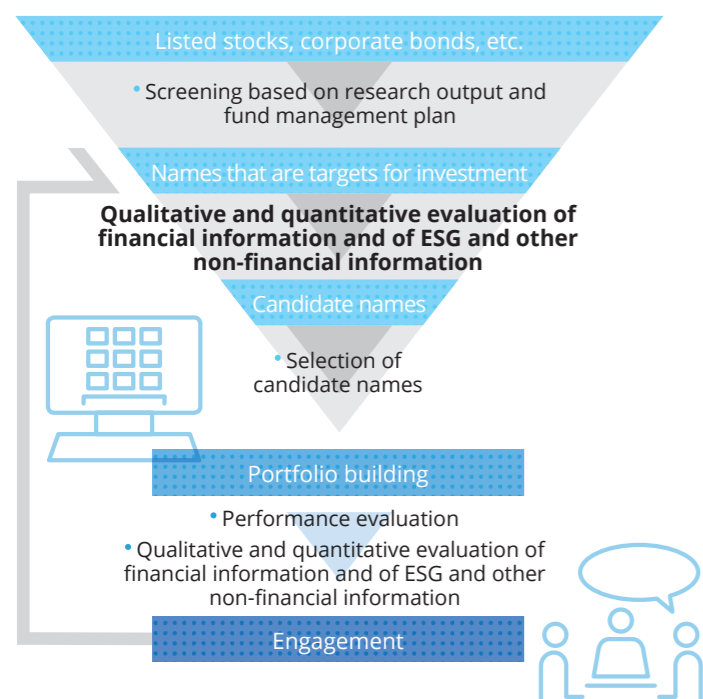 Listed stocks, corporate bonds, etc.
• Screening based on research output and
fund management plan
Names that are targets for investment
Qualitative and quantitative evaluation of
financial information and of ESG and other
non-financial information
Candidate names
• Selection of
candidate names
Portfolio building
• Performance evaluation
• Qualitative and quantitative evaluation of
financial information and of ESG and other
non-financial information
Engagement